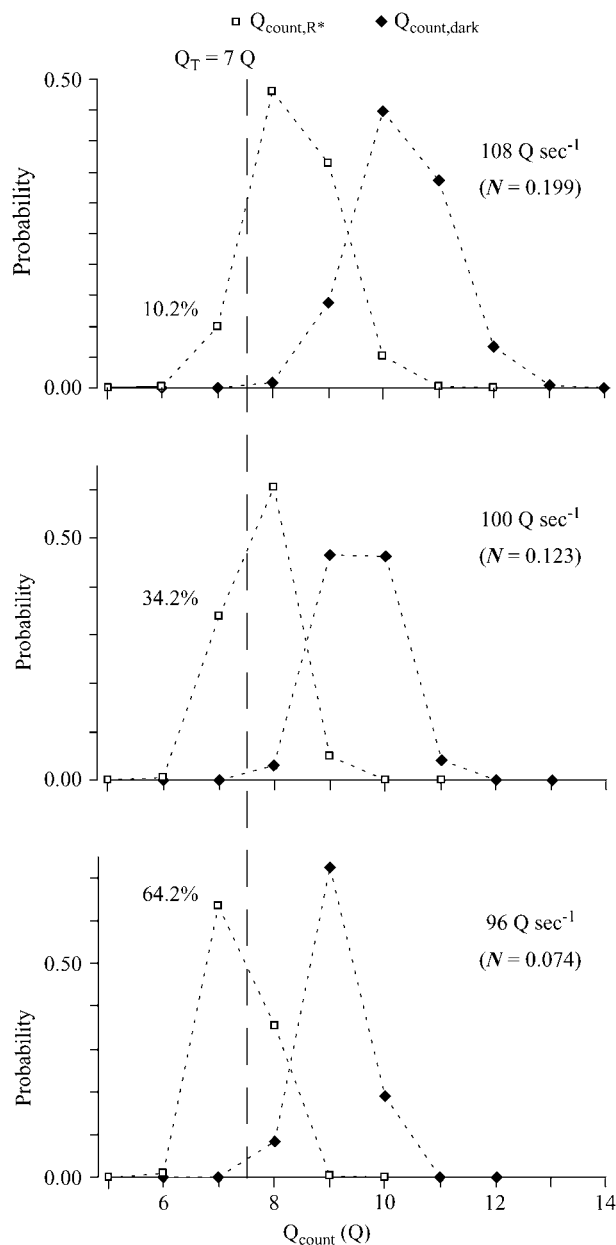 Q_count,R* Q_count,dark
Q_T = 7 Q
0.50
108 Q sec⁻¹
(N = 0.199)
Probability
10.2%
0.00
0.50
100 Q sec⁻¹
(N = 0.123)
Probability
34.2%
0.00
64.2%
96 Q sec⁻¹
(N = 0.074)
0.50
Probability
0.00
6 8 10 12 14
Q_count (Q)